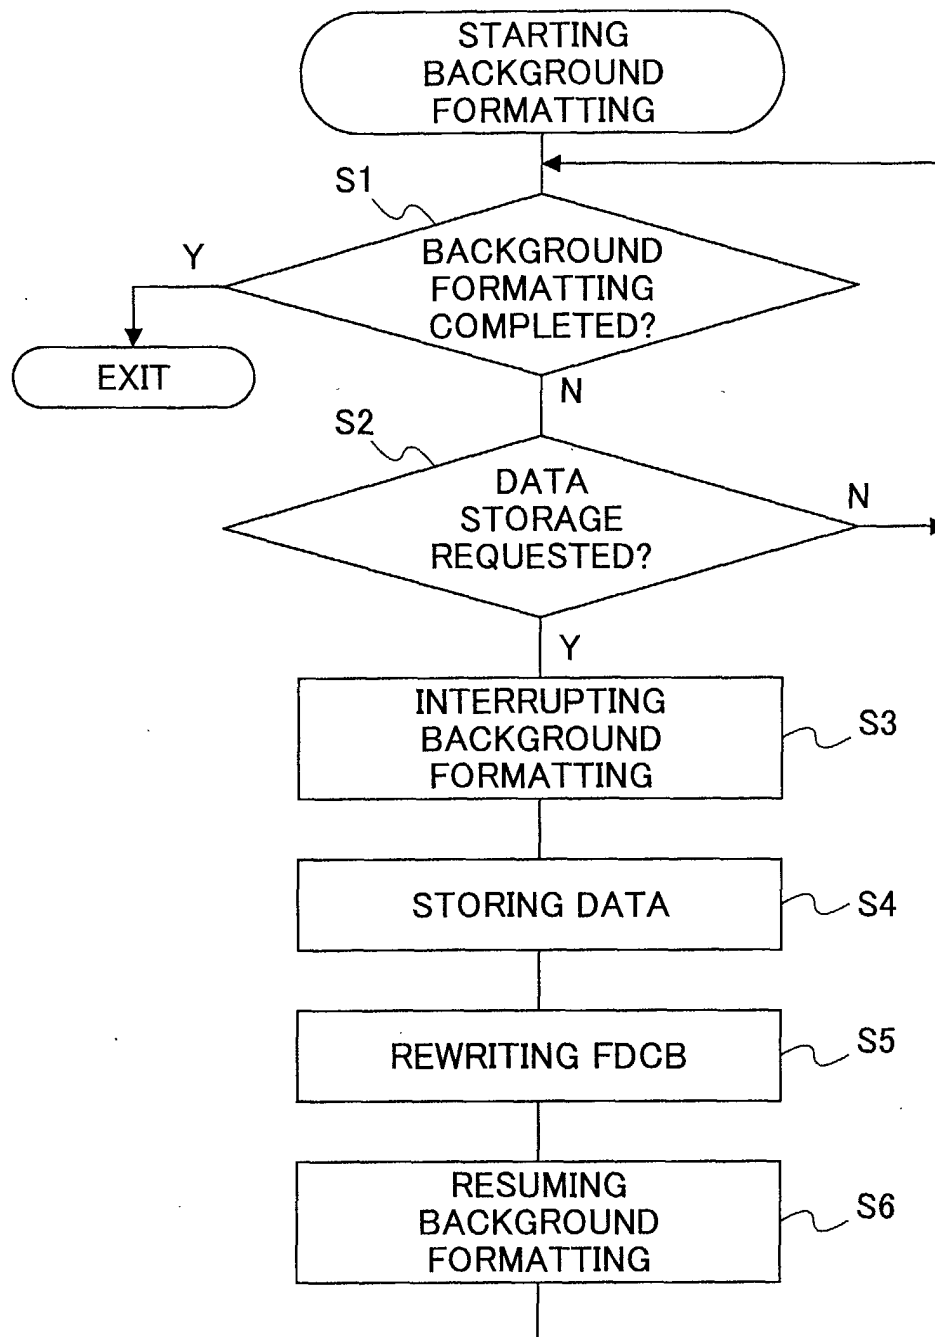 STARTING
BACKGROUND
FORMATTING
S1
Y
BACKGROUND
FORMATTING
COMPLETED?
EXIT
N
S2
DATA
STORAGE
REQUESTED?
N
Y
INTERRUPTING
BACKGROUND
FORMATTING
S3
STORING DATA
S4
REWRITING FDCB
S5
RESUMING
BACKGROUND
FORMATTING
S6